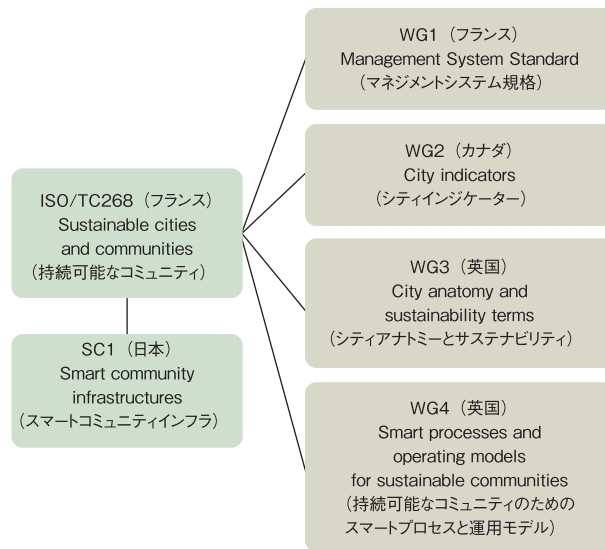 ISO/TC268（フランス）
Sustainable cities
and communities
（持続可能なコミュニティ）
SC1（日本）
Smart community
infrastructures
（スマートコミュニティインフラ）
WG1（フランス）
Management System Standard
（マネジメントシステム規格）
WG2（カナダ）
City indicators
（シティインジケーター）
WG3（英国）
City anatomy and
sustainability terms
（シティアナトミーとサステナビリティ）
WG4（英国）
Smart processes and
operating models
for sustainable communities
（持続可能なコミュニティのための
スマートプロセスと運用モデル）